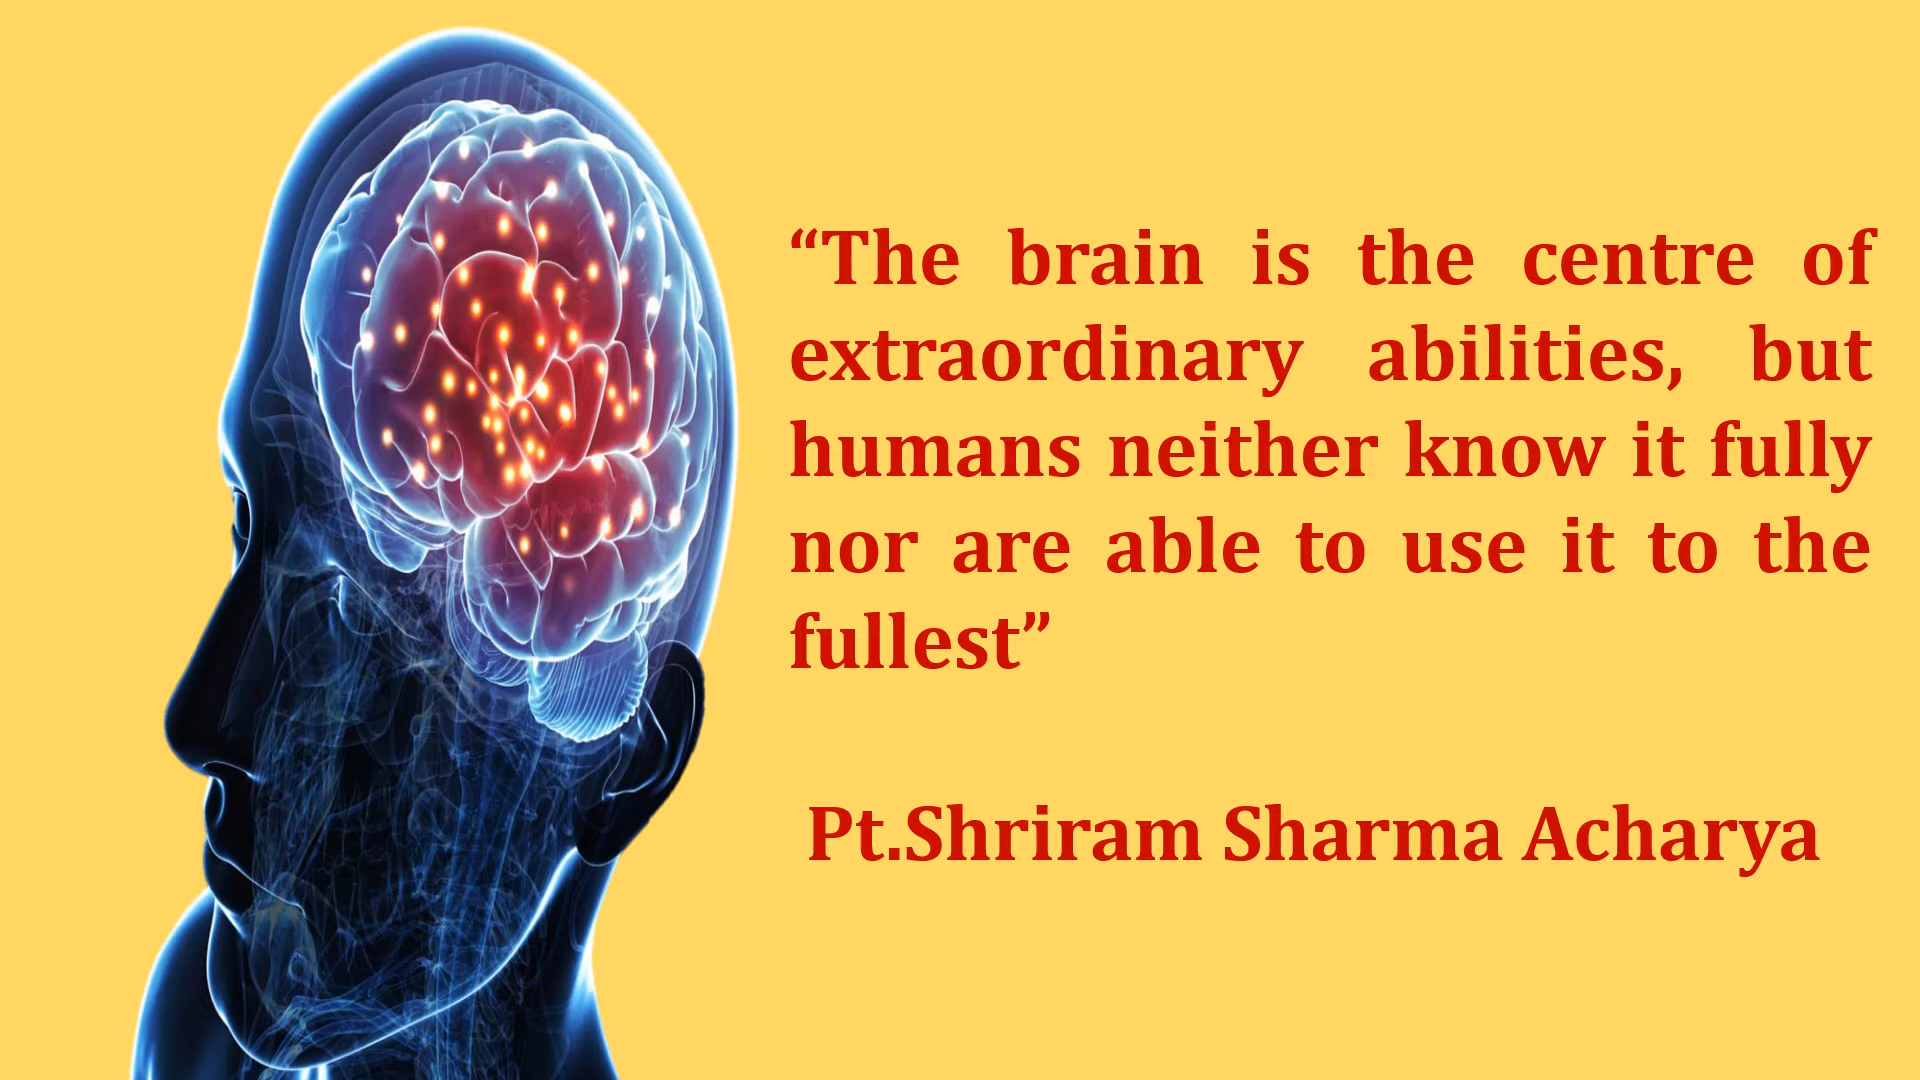 “The brain is the centre of
extraordinary abilities, but
humans neither know it fully
nor are able to use it to the
fullest”
Pt.Shriram Sharma Acharya